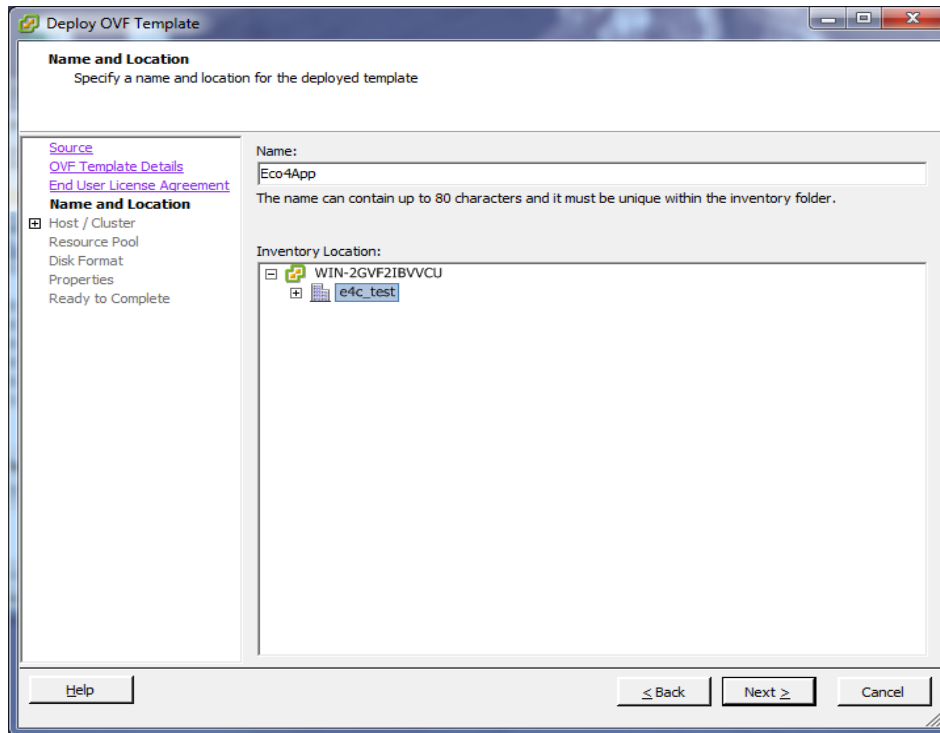 Deploy OVF Template
Name and Location
Specify a name and location for the deployed template
Source
OVF Template Details
End User License Agreement
Name and Location
Host / Cluster
Resource Pool
Disk Format
Properties
Ready to Complete
Name:
Eco4App
The name can contain up to 80 characters and it must be unique within the inventory folder.
Inventory Location:
WIN-2GVF2IBVVCU
e4c_test
Help
< Back
Next >
Cancel